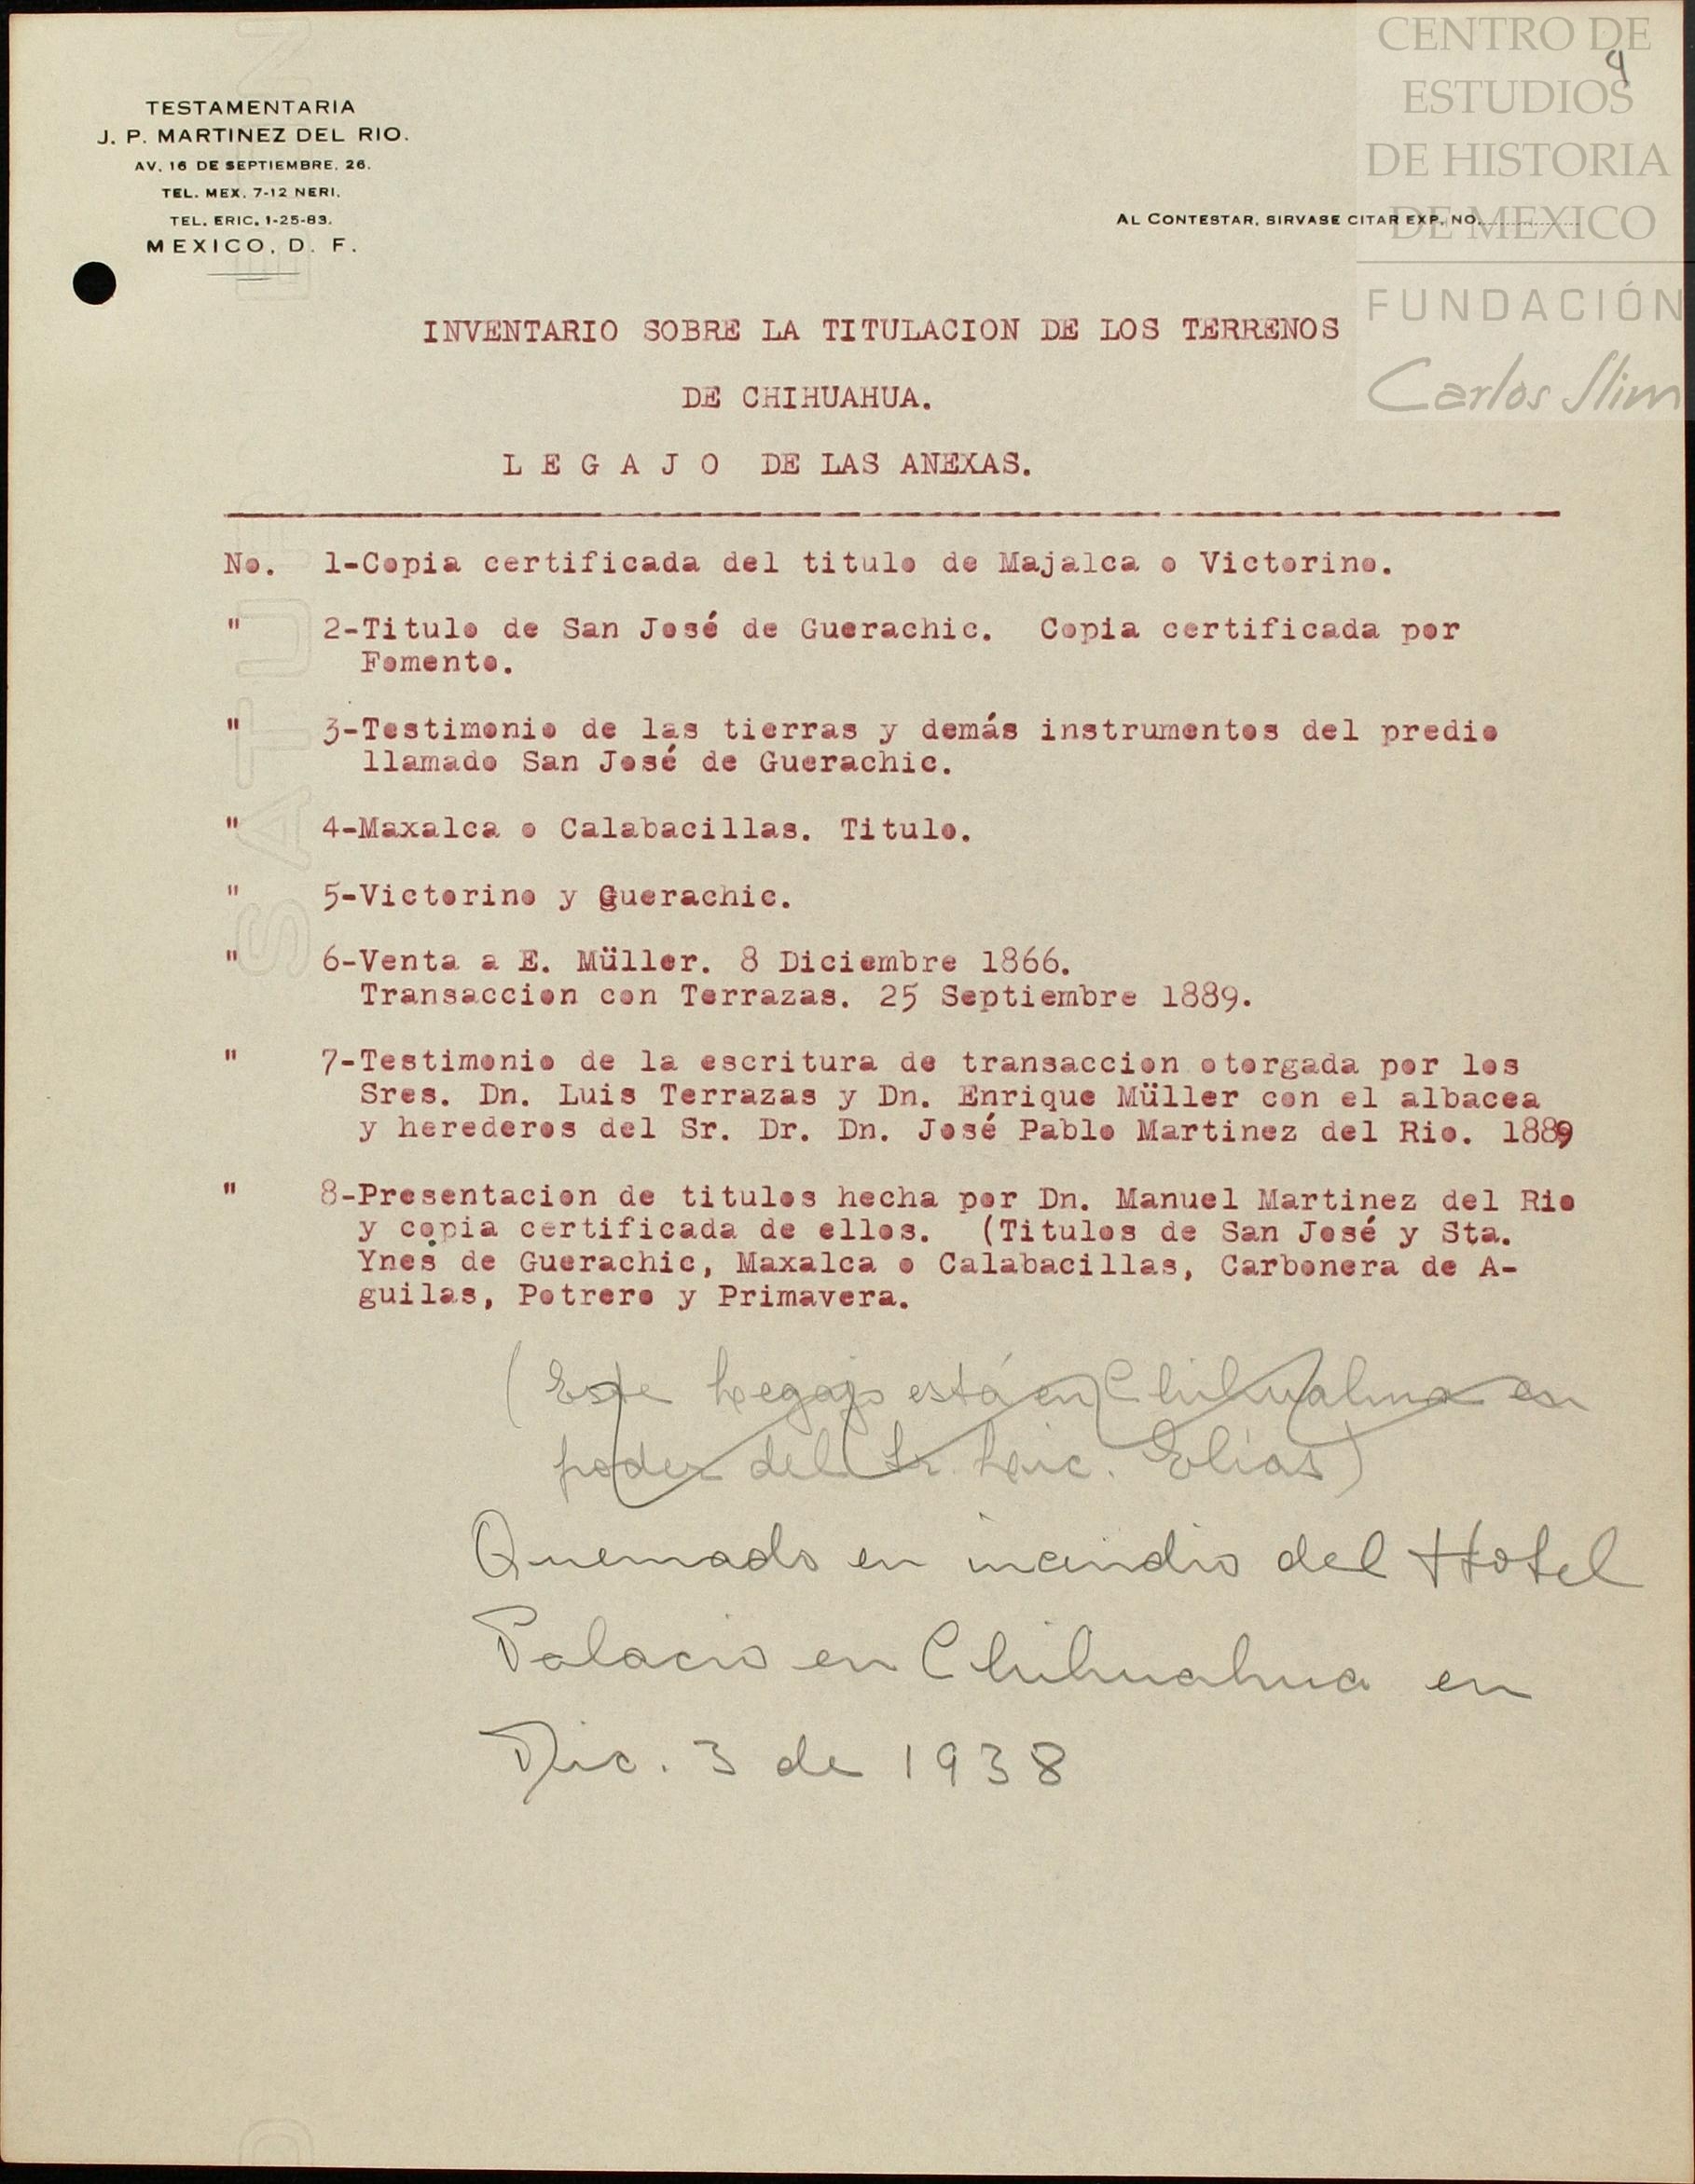 CENTRO DE
ESTUDIOS
DE HISTORIA
DE MEXICO
FUNDACIÓN
Carlos Slim
4
TESTAMENTARIA
J. P. MARTINEZ DEL RIO.
AV. 16 DE SEPTIEMBRE, 26.
TEL. MEX. 7-12 NERI.
TEL. ERIC. 1-25-83.
MEXICO, D. F.
AL CONTESTAR, SIRVASE CITAR EXP. NO.
INVENTARIO SOBRE LA TITULACION DE LOS TERRENOS
DE CHIHUAHUA.
L E G A J O DE LAS ANEXAS.
No. 1-Copia certificada del titulo de Majalca o Victorino.
" 2-Titulo de San José de Guerachic. Copia certificada por
Fomento.
" 3-Testimonio de las tierras y demás instrumentos del predio
llamado San José de Guerachic.
" 4-Maxalca o Calabacillas. Titulo.
" 5-Victorino y Guerachic.
" 6-Venta a E. Müller. 8 Diciembre 1866.
Transaccion con Terrazas. 25 Septiembre 1889.
" 7-Testimonio de la escritura de transaccion otorgada por los
Sres. Dn. Luis Terrazas y Dn. Enrique Müller con el albacea
y herederos del Sr. Dr. Dn. José Pablo Martinez del Rio. 1889
" 8-Presentacion de titulos hecha por Dn. Manuel Martinez del Rio
y copia certificada de ellos. (Titulos de San José y Sta.
Ynes de Guerachic, Maxalca o Calabacillas, Carbonera de A-
guilas, Potrero y Primavera.
(Este Legajo está en Chihuahua en
poder del Sr. Lic. Elías)
Quemado en incendio del Hotel
Palacio en Chihuahua en
Dic. 3 de 1938